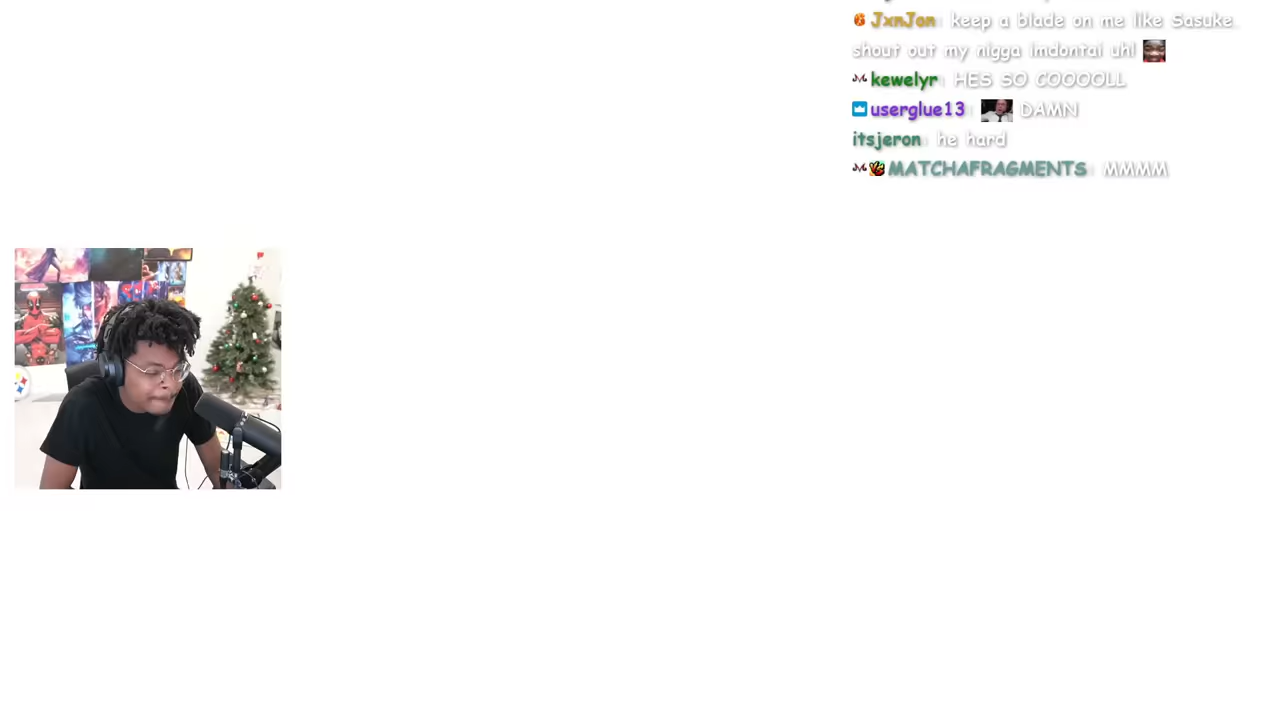 JxnJon: keep a blade on me like Sasuke.
shout out my nigga imdontai uh!
kewelyr: HES SO COOOOLL
userglue13: DAMN
itsjeron: he hard
MATCHAFRAGMENTS: MMMM